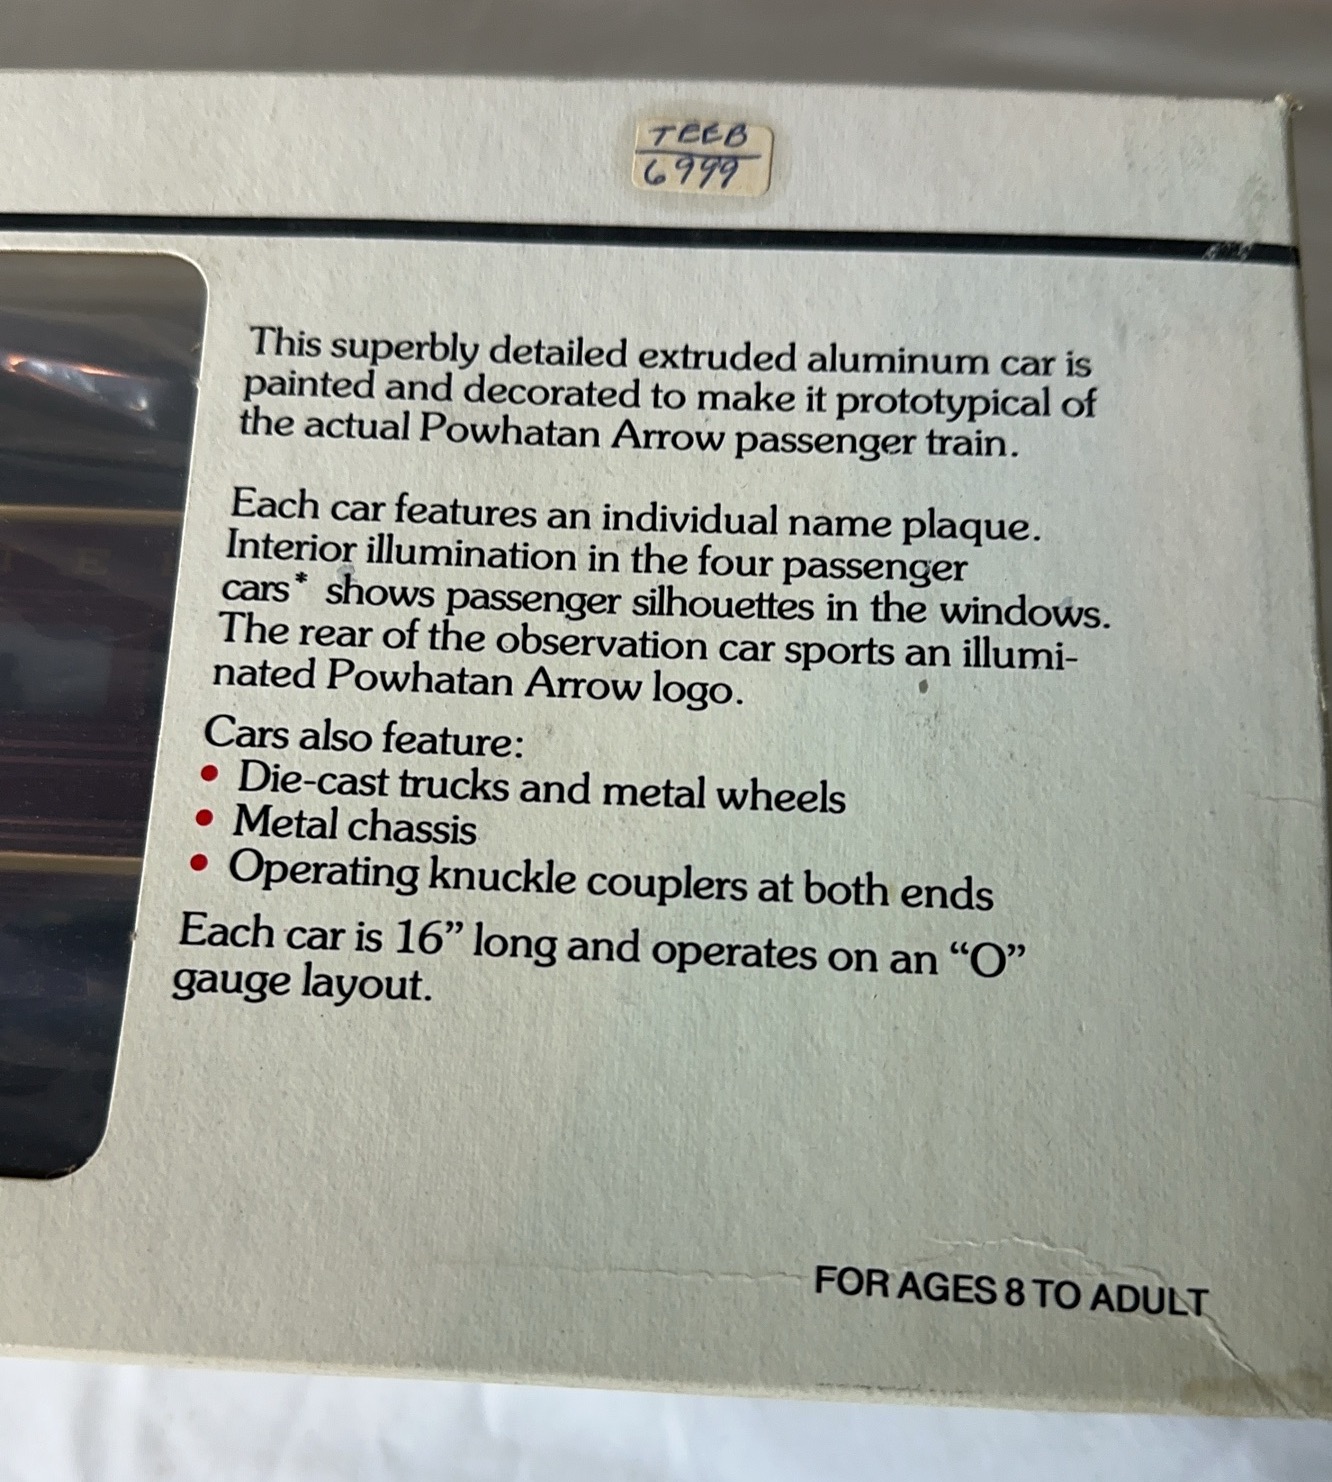 TEEB
6999
This superbly detailed extruded aluminum car is
painted and decorated to make it prototypical of
the actual Powhatan Arrow passenger train.
Each car features an individual name plaque.
Interior illumination in the four passenger
cars* shows passenger silhouettes in the windows.
The rear of the observation car sports an illumi-
nated Powhatan Arrow logo.
Cars also feature:
• Die-cast trucks and metal wheels
• Metal chassis
• Operating knuckle couplers at both ends
Each car is 16” long and operates on an “O”
gauge layout.
FOR AGES 8 TO ADULT